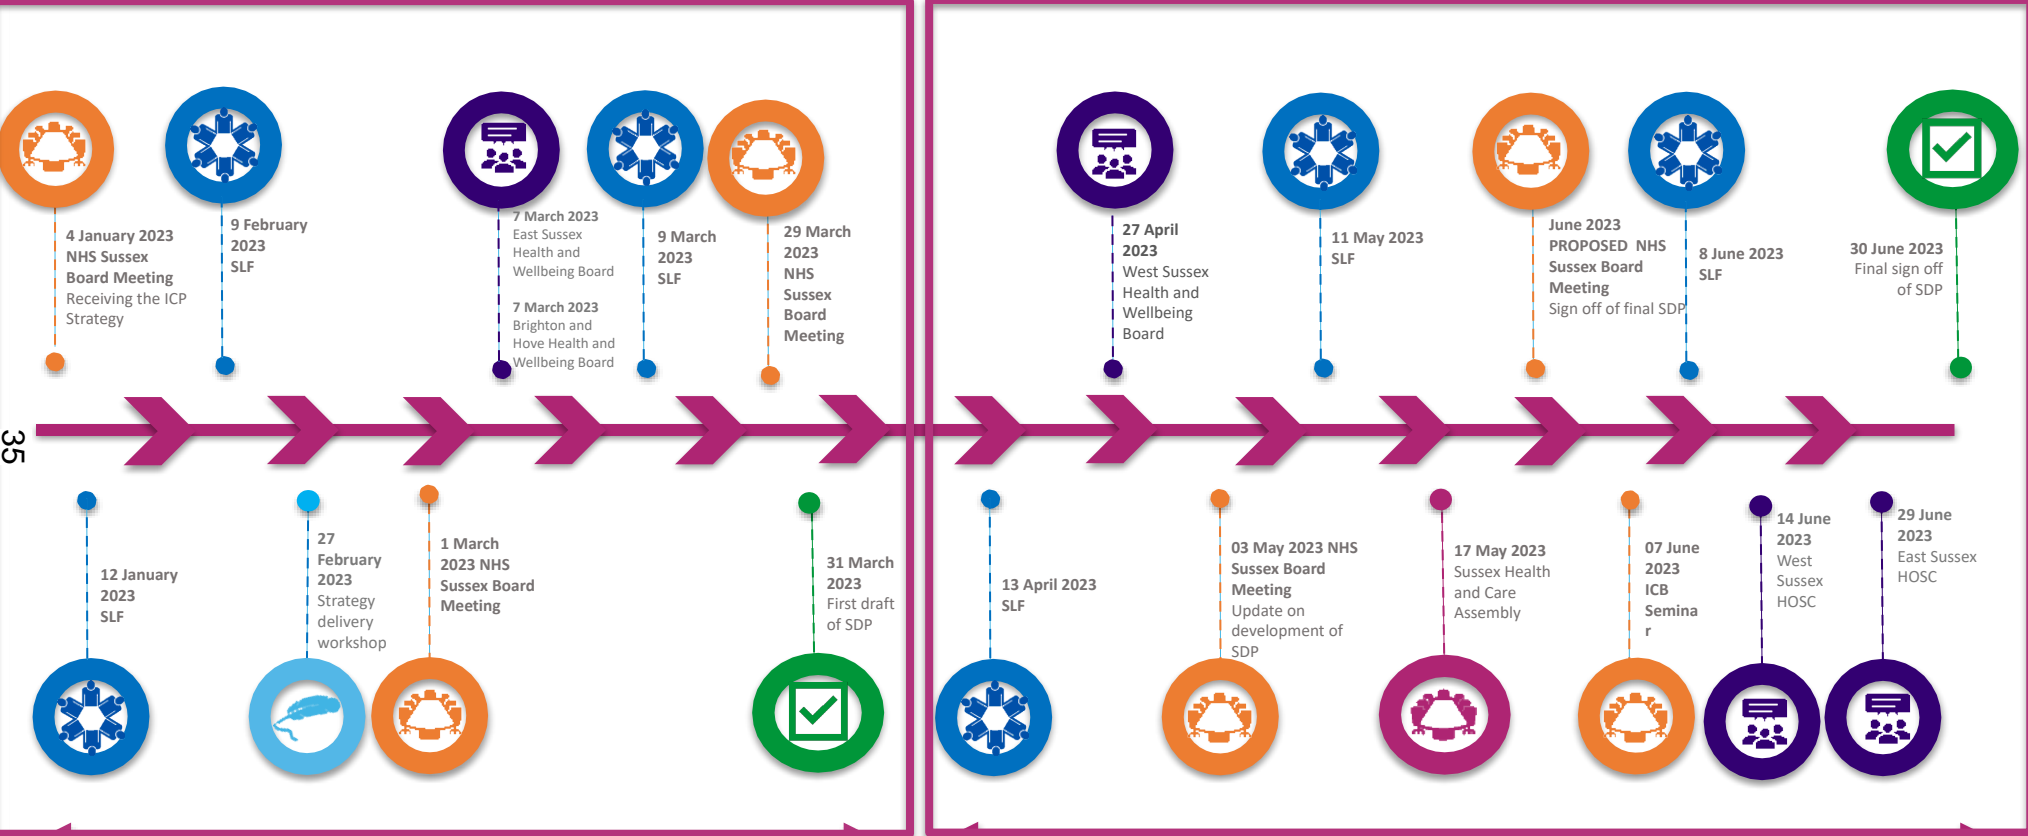 4 January 2023
NHS Sussex
Board Meeting
Receiving the ICP
Strategy
9 February
2023
SLF
7 March 2023
East Sussex
Health and
Wellbeing Board
7 March 2023
Brighton and
Hove Health and
Wellbeing Board
9 March
2023
SLF
29 March
2023
NHS
Sussex
Board
Meeting
27 April
2023
West Sussex
Health and
Wellbeing
Board
11 May 2023
SLF
June 2023
PROPOSED NHS
Sussex Board
Meeting
Sign off of final SDP
8 June 2023
SLF
30 June 2023
Final sign off
of SDP
35
12 January
2023
SLF
27
February
2023
Strategy
delivery
workshop
1 March
2023 NHS
Sussex Board
Meeting
31 March
2023
First draft
of SDP
13 April 2023
SLF
03 May 2023 NHS
Sussex Board
Meeting
Update on
development of
SDP
17 May 2023
Sussex Health
and Care
Assembly
07 June
2023
ICB
Semina
r
14 June
2023
West
Sussex
HOSC
29 June
2023
East Sussex
HOSC